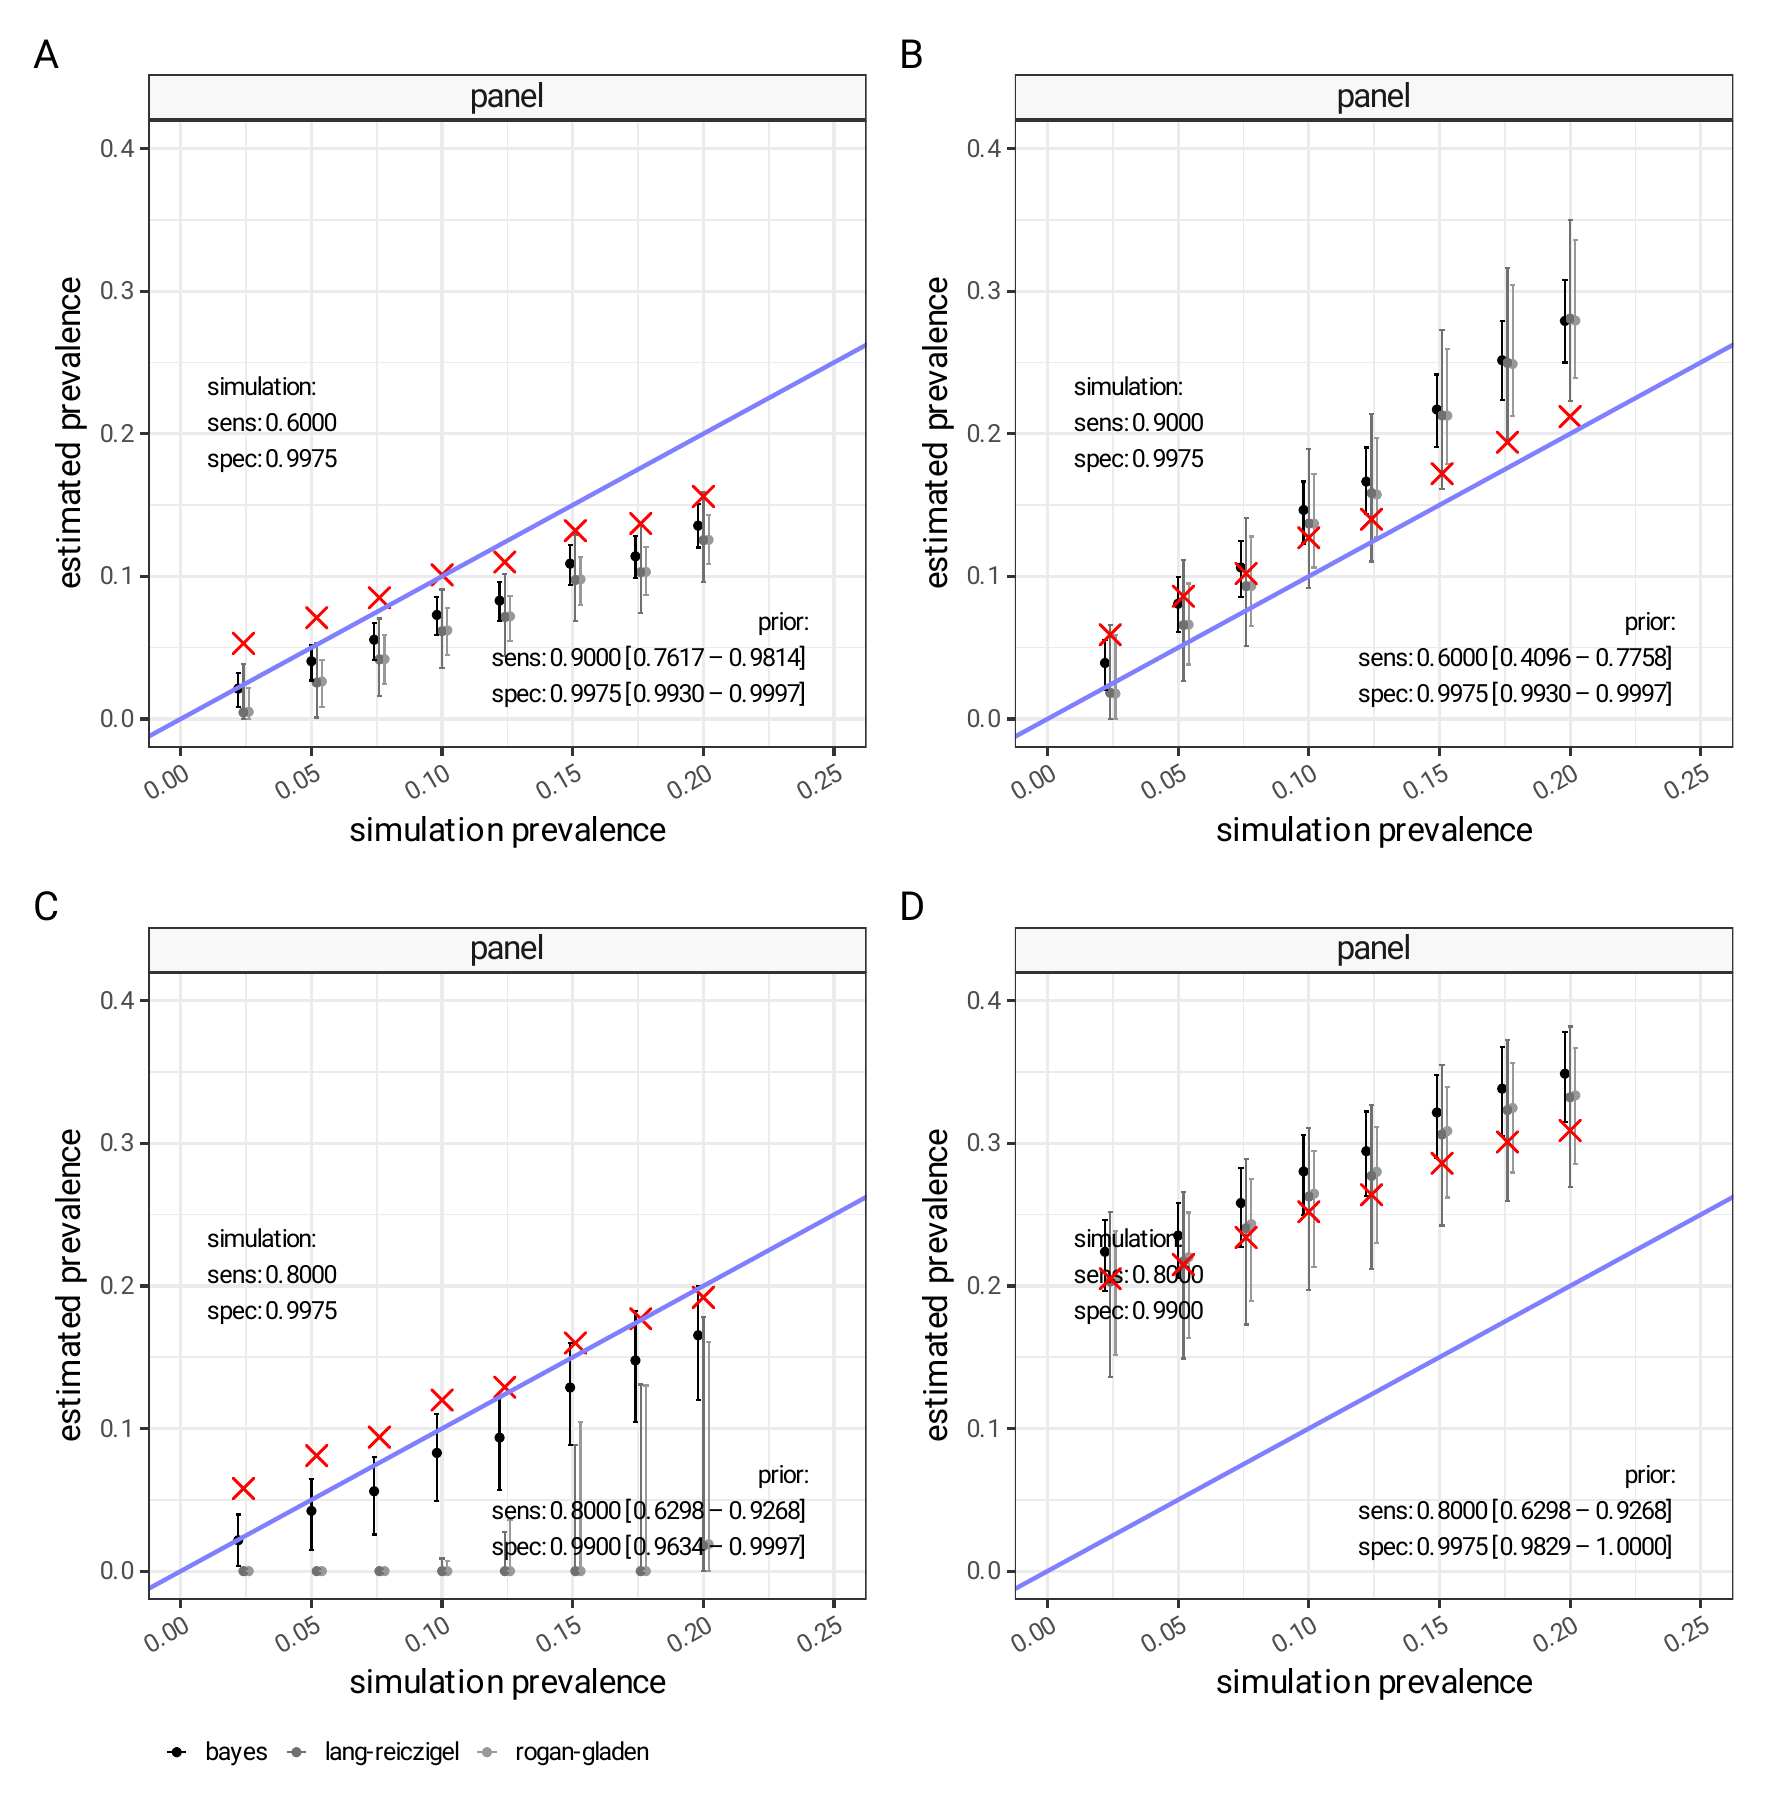 A
panel
0.4
0.3
0.2
0.1
0.0
estimated prevalence
simulation:
sens: 0.6000
spec: 0.9975
prior:
sens: 0.9000 [0.7617 – 0.9814]
spec: 0.9975 [0.9930 – 0.9997]
0.00 0.05 0.10 0.15 0.20 0.25
simulation prevalence
B
panel
0.4
0.3
0.2
0.1
0.0
estimated prevalence
simulation:
sens: 0.9000
spec: 0.9975
prior:
sens: 0.6000 [0.4096 – 0.7758]
spec: 0.9975 [0.9930 – 0.9997]
0.00 0.05 0.10 0.15 0.20 0.25
simulation prevalence
C
panel
0.4
0.3
0.2
0.1
0.0
estimated prevalence
simulation:
sens: 0.8000
spec: 0.9975
prior:
sens: 0.8000 [0.6298 – 0.9268]
spec: 0.9900 [0.9634 – 0.9997]
0.00 0.05 0.10 0.15 0.20 0.25
simulation prevalence
D
panel
0.4
0.3
0.2
0.1
0.0
estimated prevalence
simulation:
sens: 0.8000
spec: 0.9900
prior:
sens: 0.8000 [0.6298 – 0.9268]
spec: 0.9975 [0.9829 – 1.0000]
0.00 0.05 0.10 0.15 0.20 0.25
simulation prevalence
bayes lang-reiczigel rogan-gladen